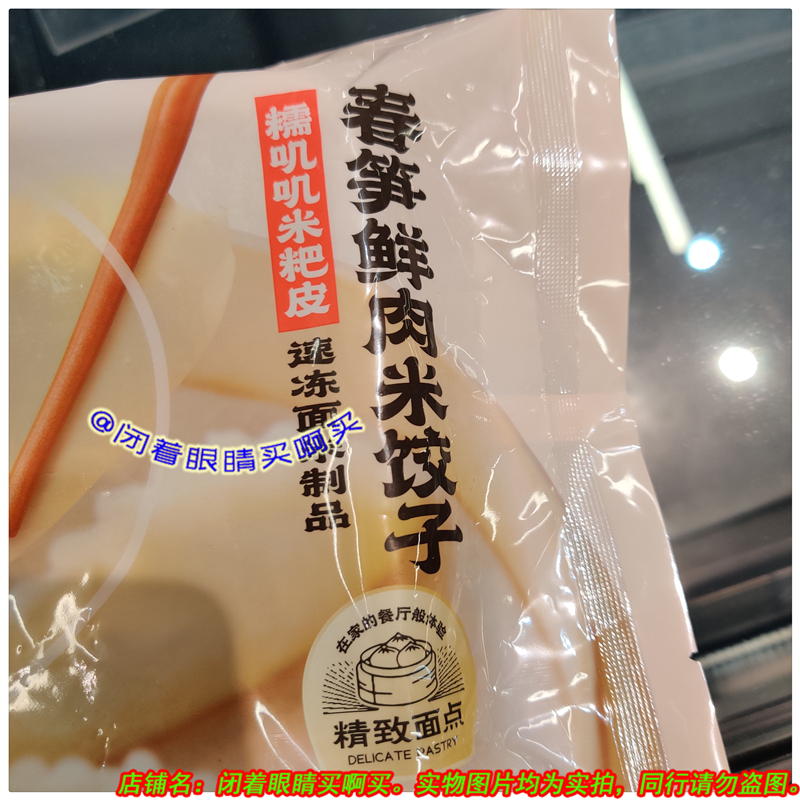 春笋鲜肉米饺子
糯叽叽米粑皮
速冻面米制品
@闭着眼睛买啊买
在家的餐厅般体验
精致面点
DELICATE PASTRY
店铺名：闭着眼睛买啊买。实物图片均为实拍，同行请勿盗图。